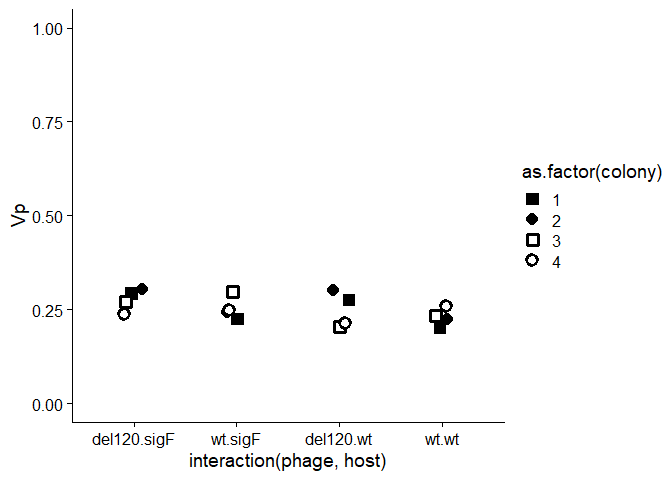 1.00
0.75
0.50
0.25
0.00
Vp
del120.sigF wt.sigF del120.wt wt.wt
interaction(phage, host)
as.factor(colony)
1
2
3
4